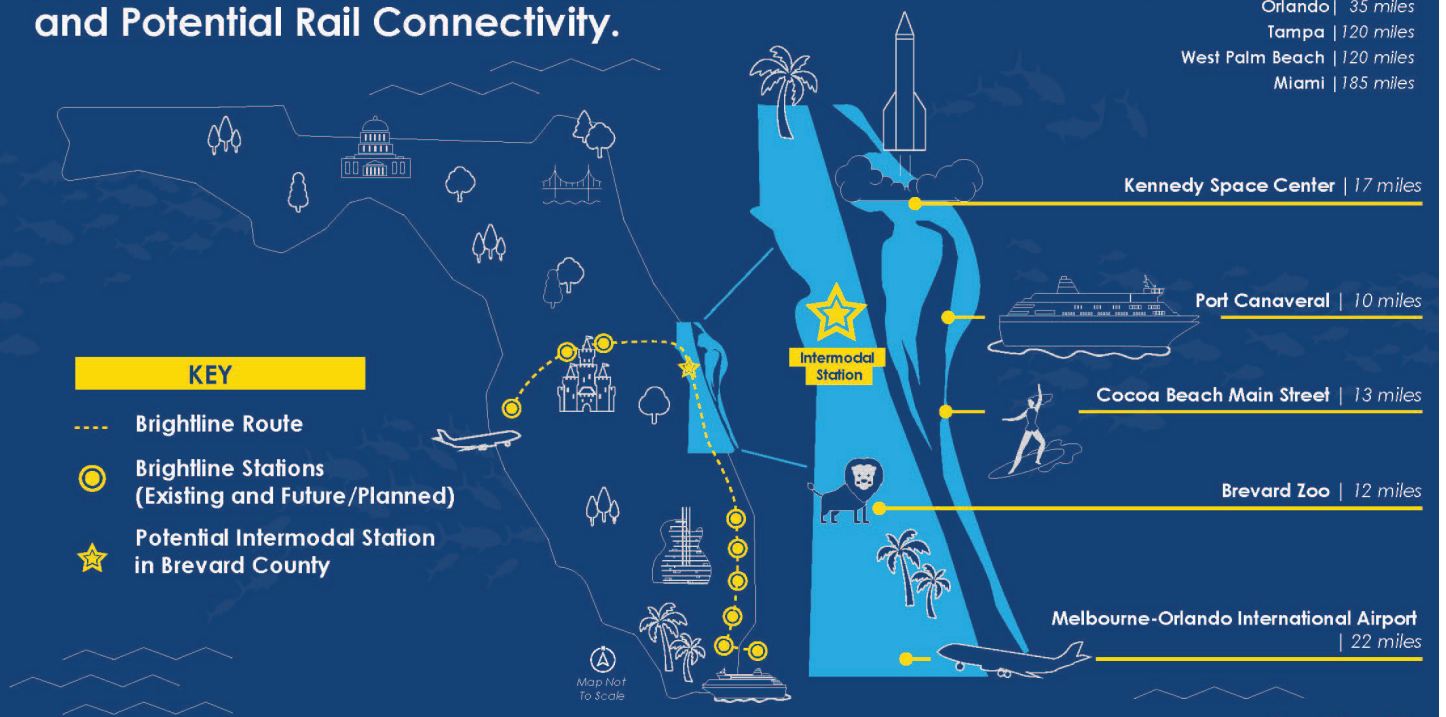 and Potential Rail Connectivity.
Orlando| 35 miles
Tampa |120 miles
West Palm Beach |120 miles
Miami |185 miles
Kennedy Space Center | 17 miles
Port Canaveral | 10 miles
Intermodal
Station
Cocoa Beach Main Street | 13 miles
Brevard Zoo | 12 miles
Melbourne-Orlando International Airport
| 22 miles
KEY
Brightline Route
Brightline Stations
(Existing and Future/Planned)
Potential Intermodal Station
in Brevard County
Map Not
To Scale